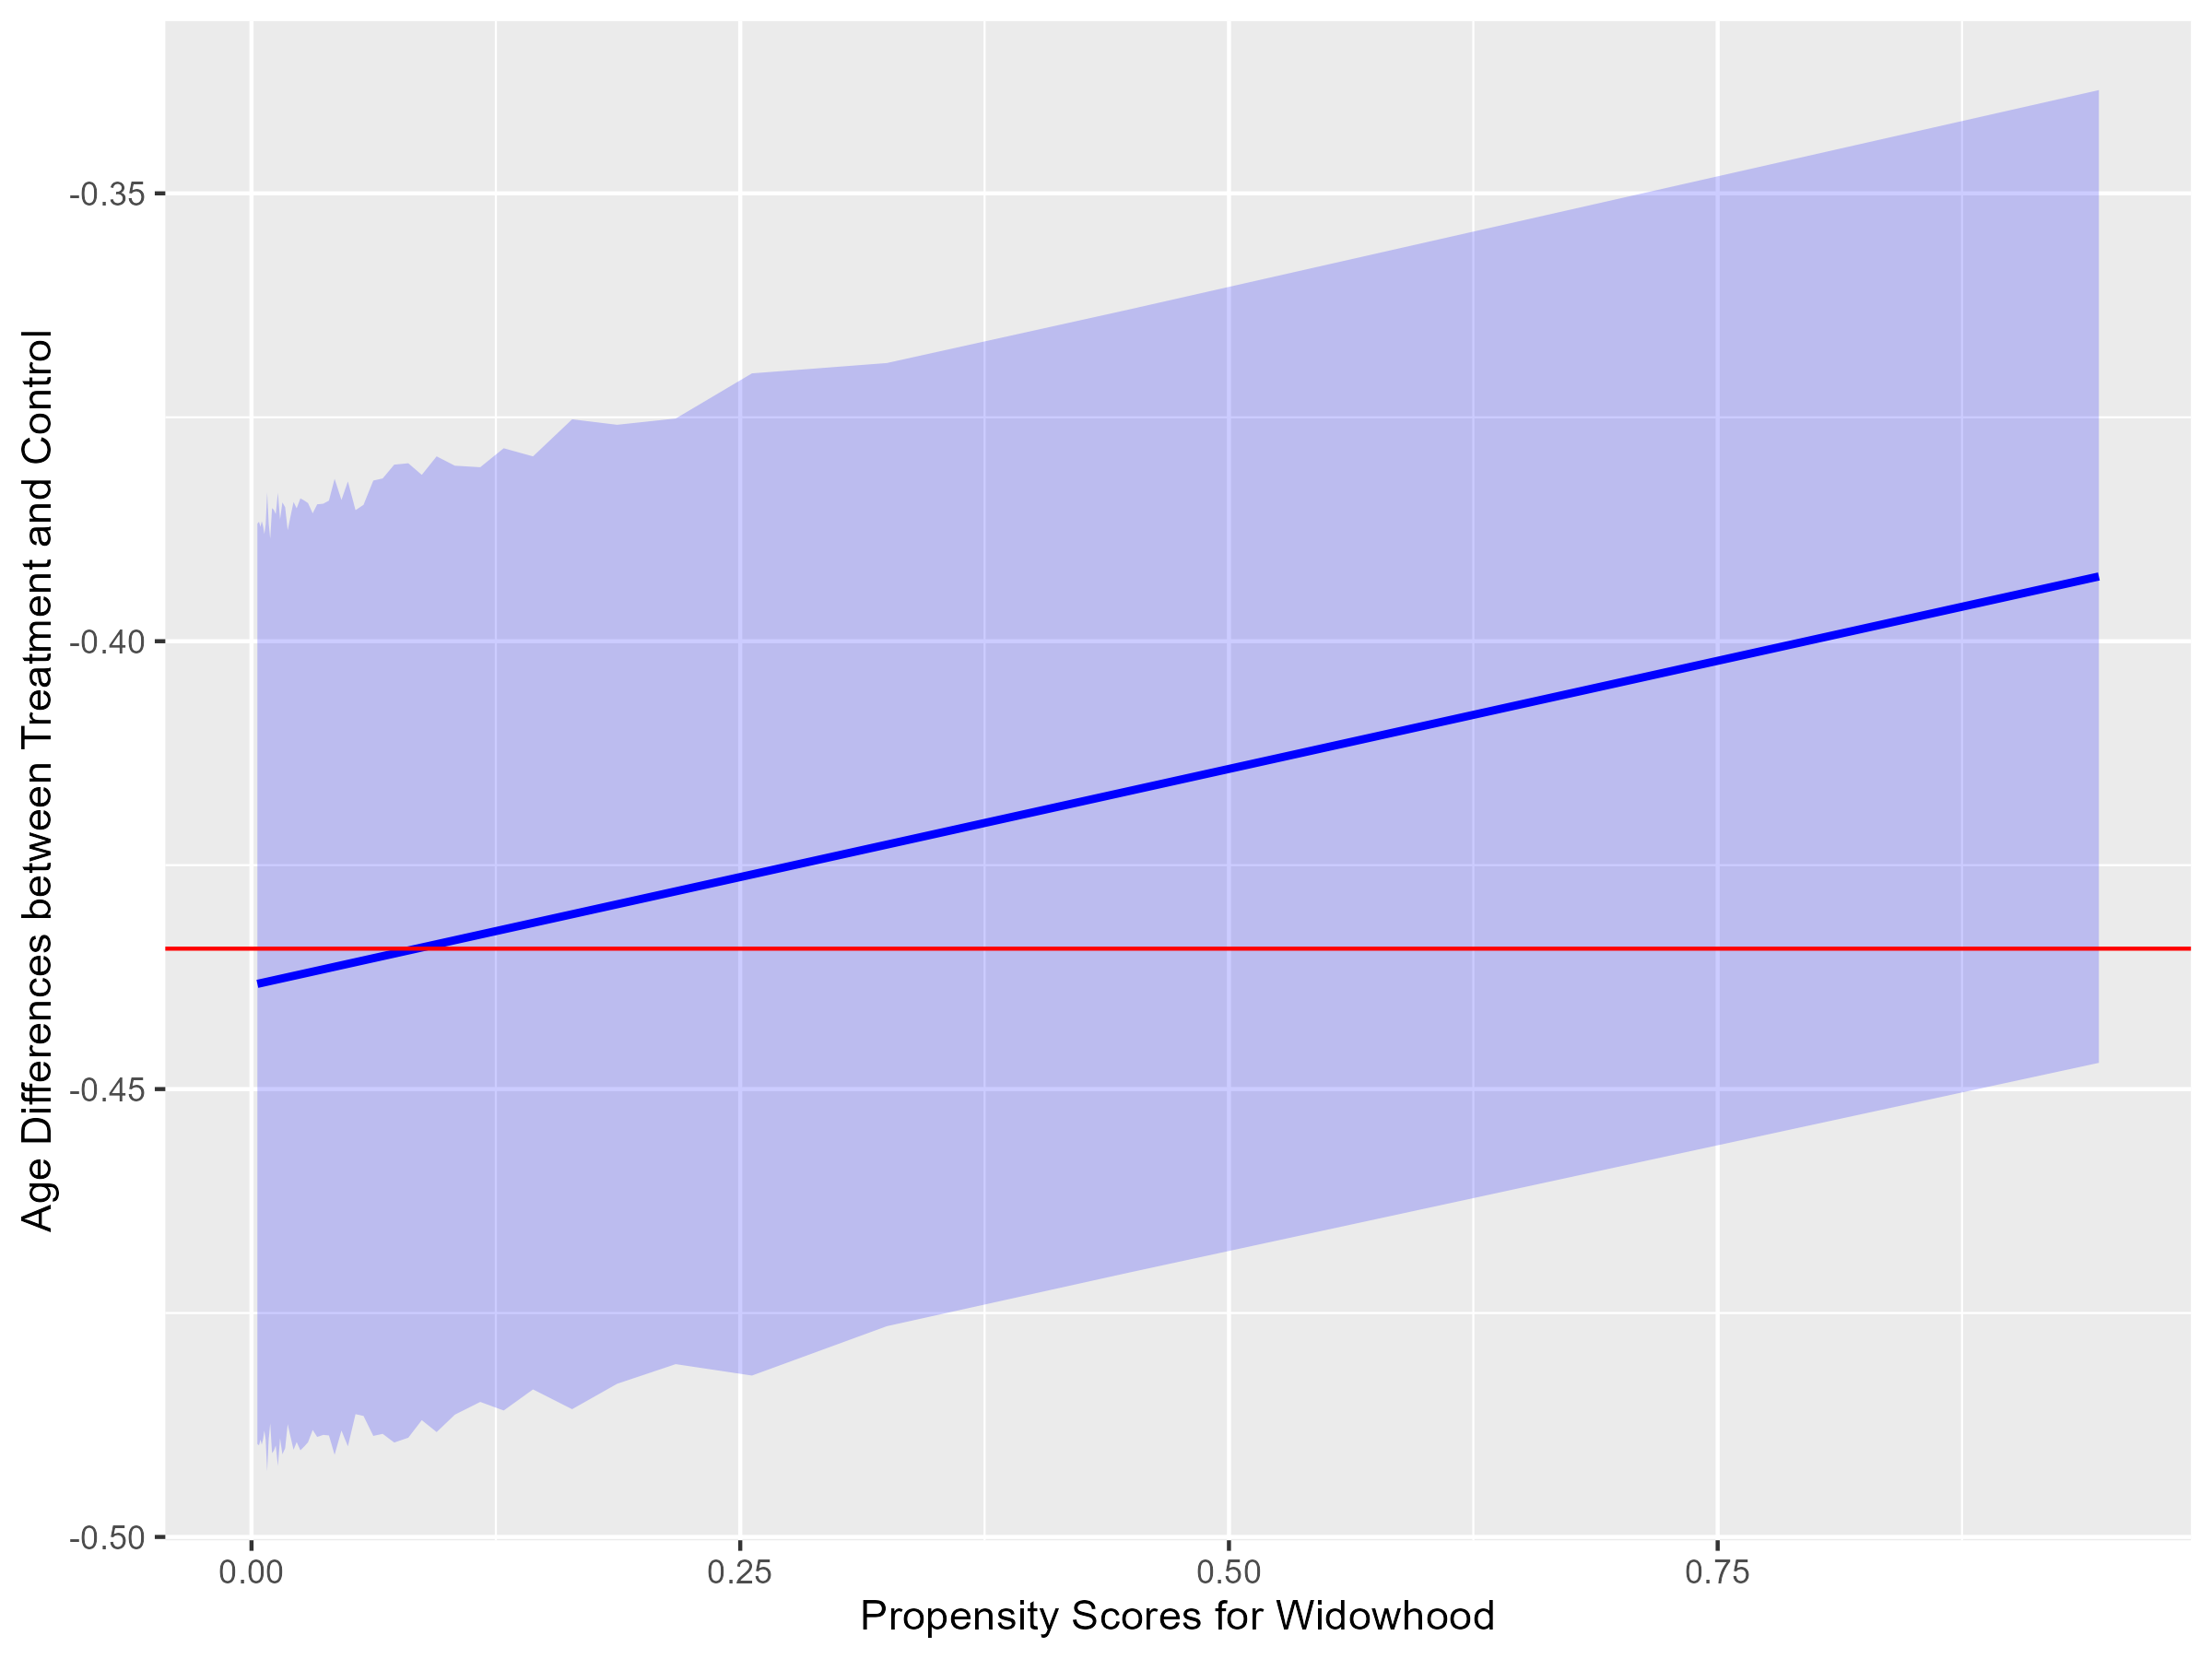 Age Differences between Treatment and Control
-0.35
-0.40
-0.45
-0.50
0.00 0.25 0.50 0.75
Propensity Scores for Widowhood